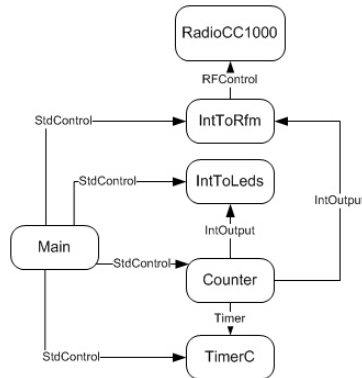 RadioCC1000
RFControl
StdControl
IntToRfm
StdControl
IntToLeds
IntOutput
IntOutput
Main
StdControl
Counter
Timer
StdControl
TimerC